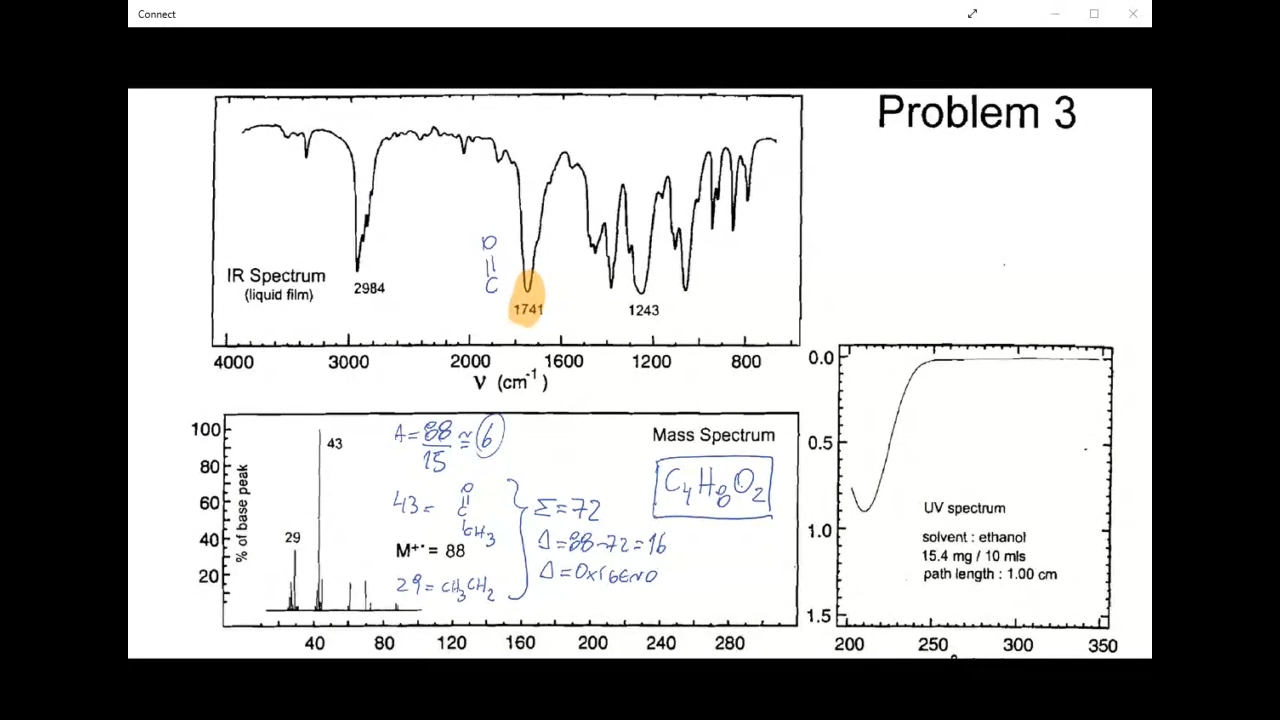 Connect
Problem 3
O
||
C
IR Spectrum
(liquid film)
2984
1741
1243
4000 3000 2000 1600 1200 800
ν (cm-1)
0.0
0.5
1.0
1.5
UV spectrum
solvent : ethanol
15.4 mg / 10 mls
path length : 1.00 cm
200 250 300 350
100
80
60
40
20
% of base peak
43
29
A = 88/15 ≅ 6
Mass Spectrum
C4H8O2
43 =
O
||
C
CH3
M+· = 88
29 = CH3CH2
Σ = 72
Δ = 88-72 = 16
40 80 120 160 200 240 280